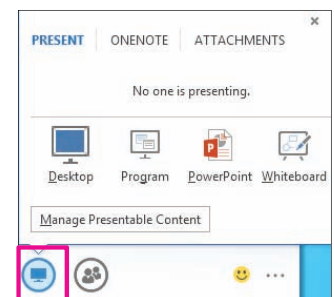 PRESENT ONENOTE ATTACHMENTS
No one is presenting.
Desktop Program PowerPoint Whiteboard
Manage Presentable Content